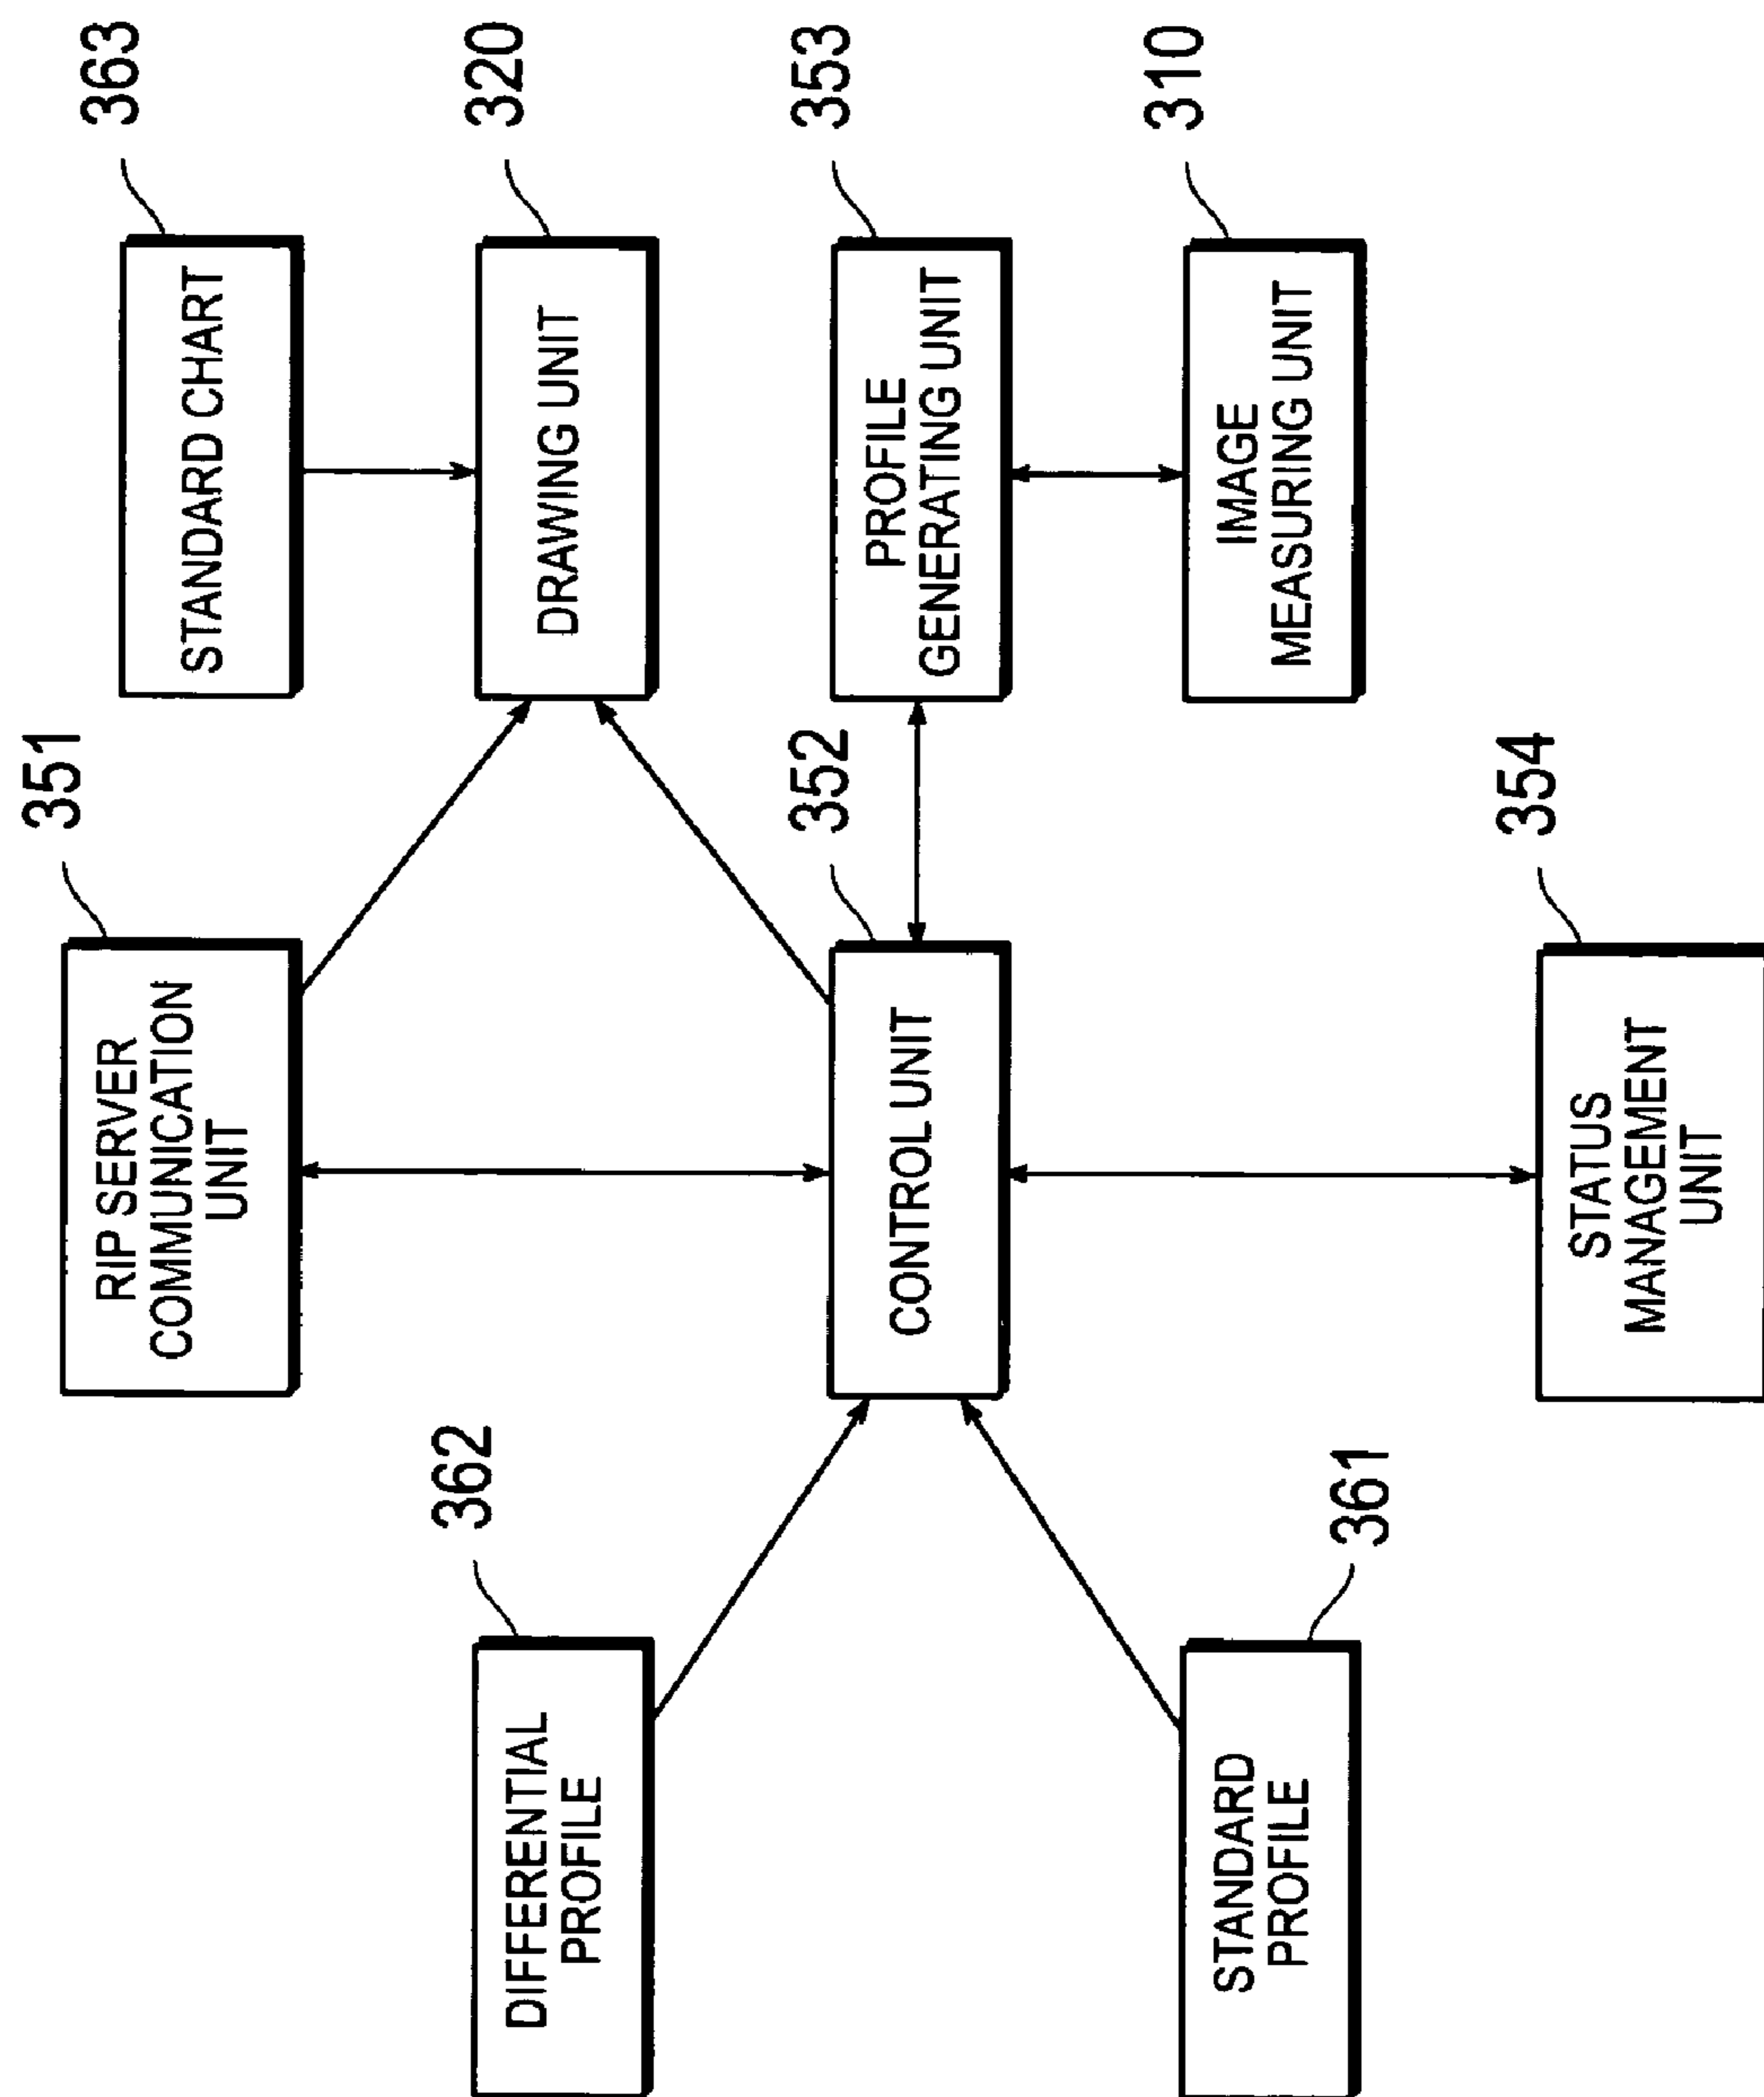 351
RIP SERVER
COMMUNICATION
UNIT
363
STANDARD CHART
362
DIFFERENTIAL
PROFILE
320
DRAWING UNIT
352
CONTROL UNIT
353
PROFILE
GENERATING UNIT
361
STANDARD
PROFILE
310
IMAGE
MEASURING UNIT
354
STATUS
MANAGEMENT
UNIT